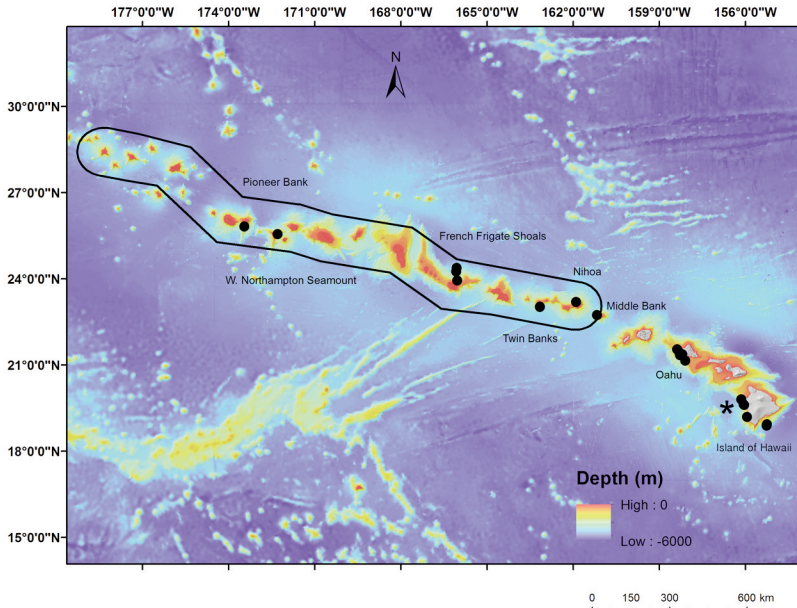 177°0'0"W 174°0'0"W 171°0'0"W 168°0'0"W 165°0'0"W 162°0'0"W 159°0'0"W 156°0'0"W
N
30°0'0"N
27°0'0"N
24°0'0"N
21°0'0"N
18°0'0"N
15°0'0"N
Pioneer Bank
French Frigate Shoals
W. Northampton Seamount
Nihoa
Middle Bank
Twin Banks
Oahu
*
Island of Hawaii
Depth (m)
High : 0
Low : -6000
0 150 300 600 km